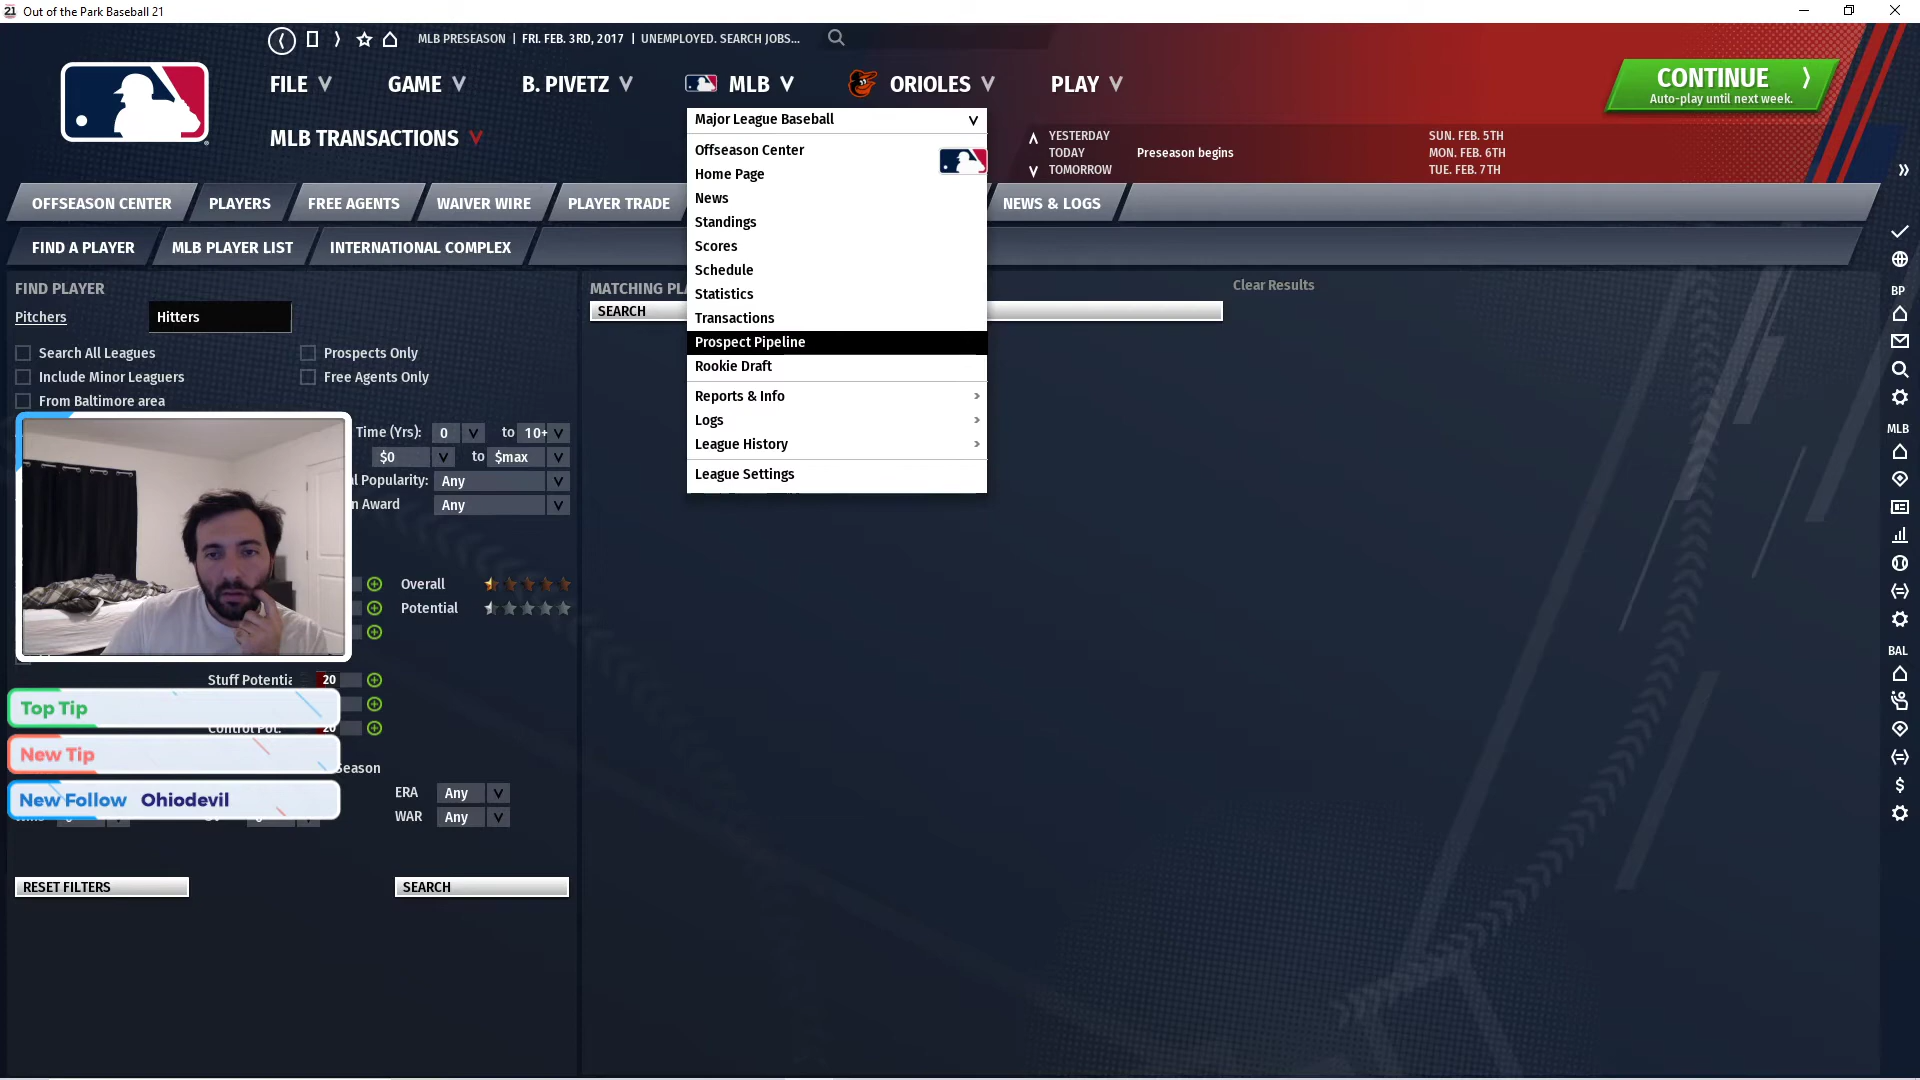 21 Out of the Park Baseball 21
MLB PRESEASON | FRI. FEB. 3RD, 2017 | UNEMPLOYED. SEARCH JOBS...
FILE GAME B. PIVETZ MLB ORIOLES PLAY
CONTINUE
Auto-play until next week.
MLB TRANSACTIONS
YESTERDAY
TODAY Preseason begins
TOMORROW
SUN. FEB. 5TH
MON. FEB. 6TH
TUE. FEB. 7TH
OFFSEASON CENTER PLAYERS FREE AGENTS WAIVER WIRE PLAYER TRADE NEWS & LOGS
FIND A PLAYER MLB PLAYER LIST INTERNATIONAL COMPLEX
Major League Baseball
Offseason Center
Home Page
News
Standings
Scores
Schedule
Statistics
Transactions
Prospect Pipeline
Rookie Draft
Reports & Info
Logs
League History
League Settings
FIND PLAYER
Pitchers Hitters
Search All Leagues Prospects Only
Include Minor Leaguers Free Agents Only
From Baltimore area
Time (Yrs): 0 to 10+
$0 to $max
l Popularity: Any
n Award Any
Overall
Potential
Stuff Potentia 20
Control Pot. 20
Season
ERA Any
WAR Any
RESET FILTERS SEARCH
MATCHING PL
SEARCH
Clear Results
Top Tip
New Tip
New Follow Ohiodevil
BP
MLB
BAL
$